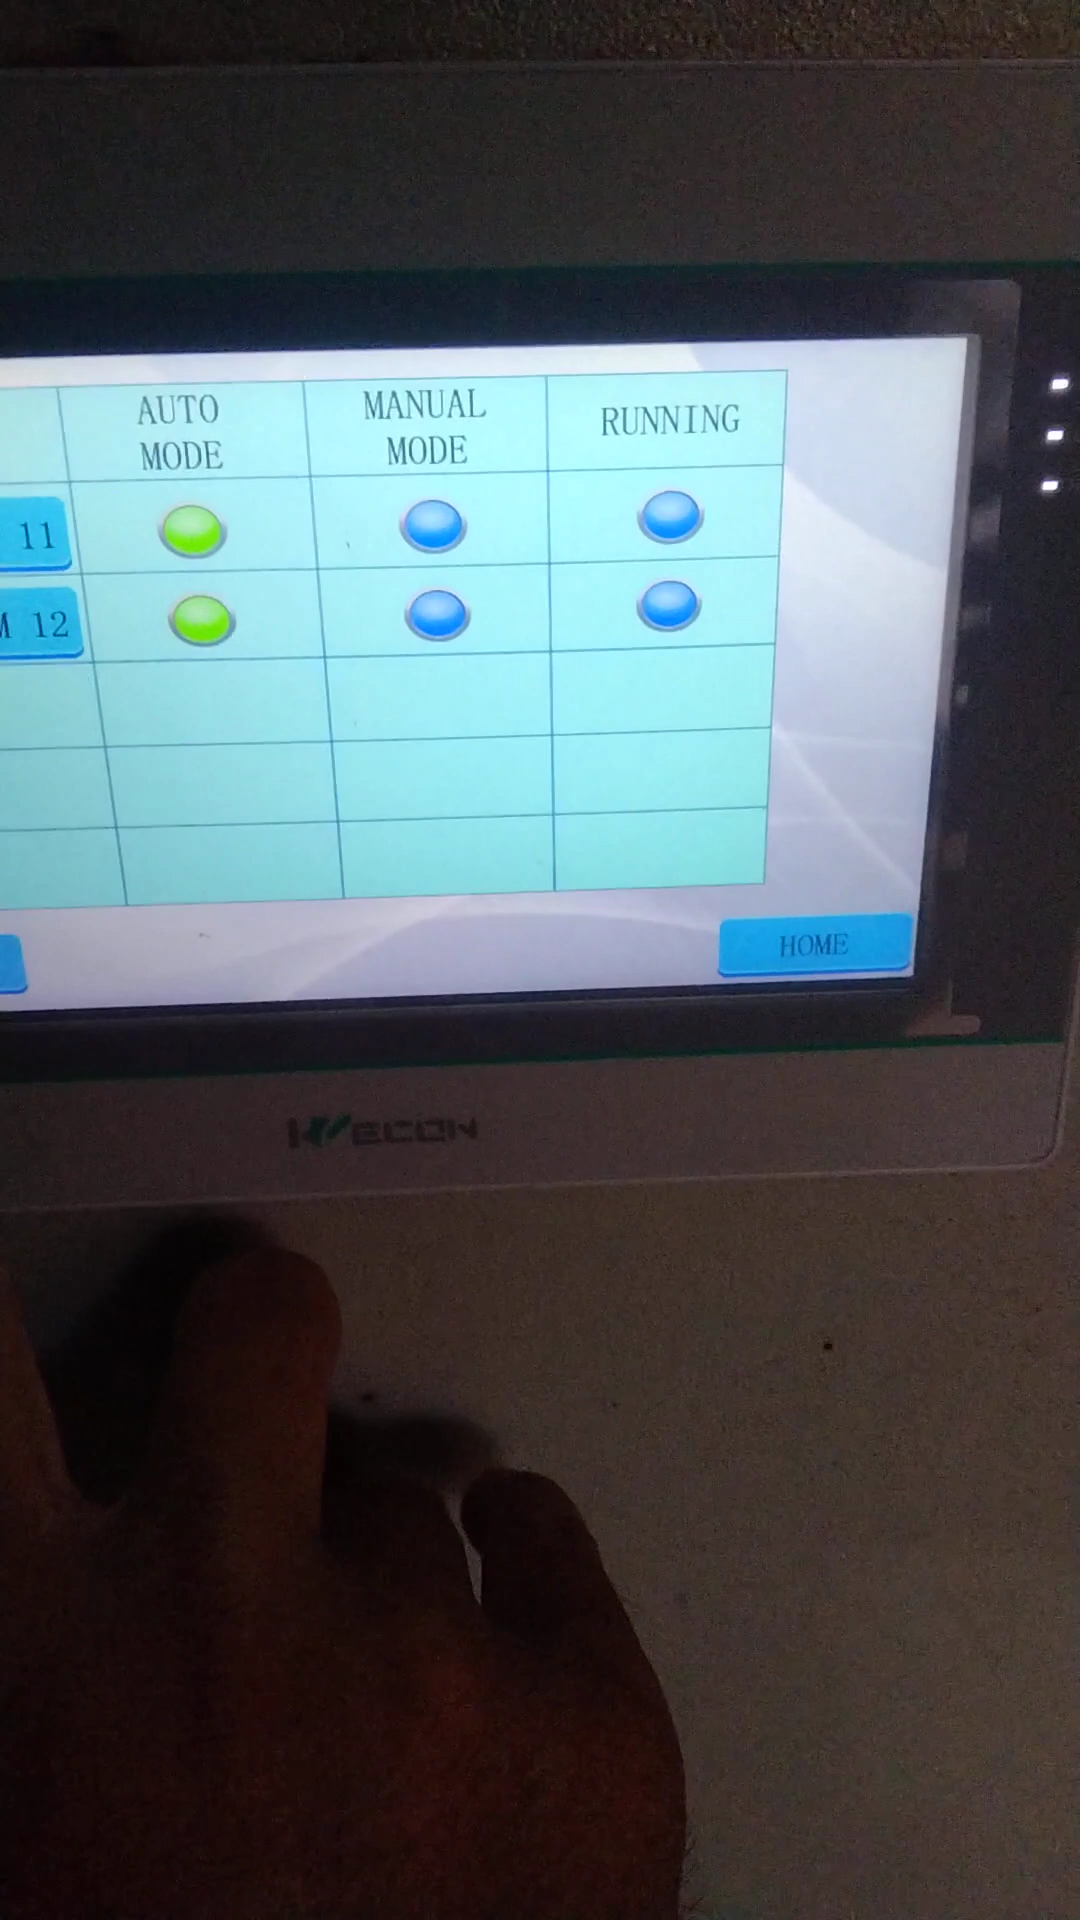 AUTO MODE
MANUAL MODE
RUNNING
11
M 12
HOME
WECON